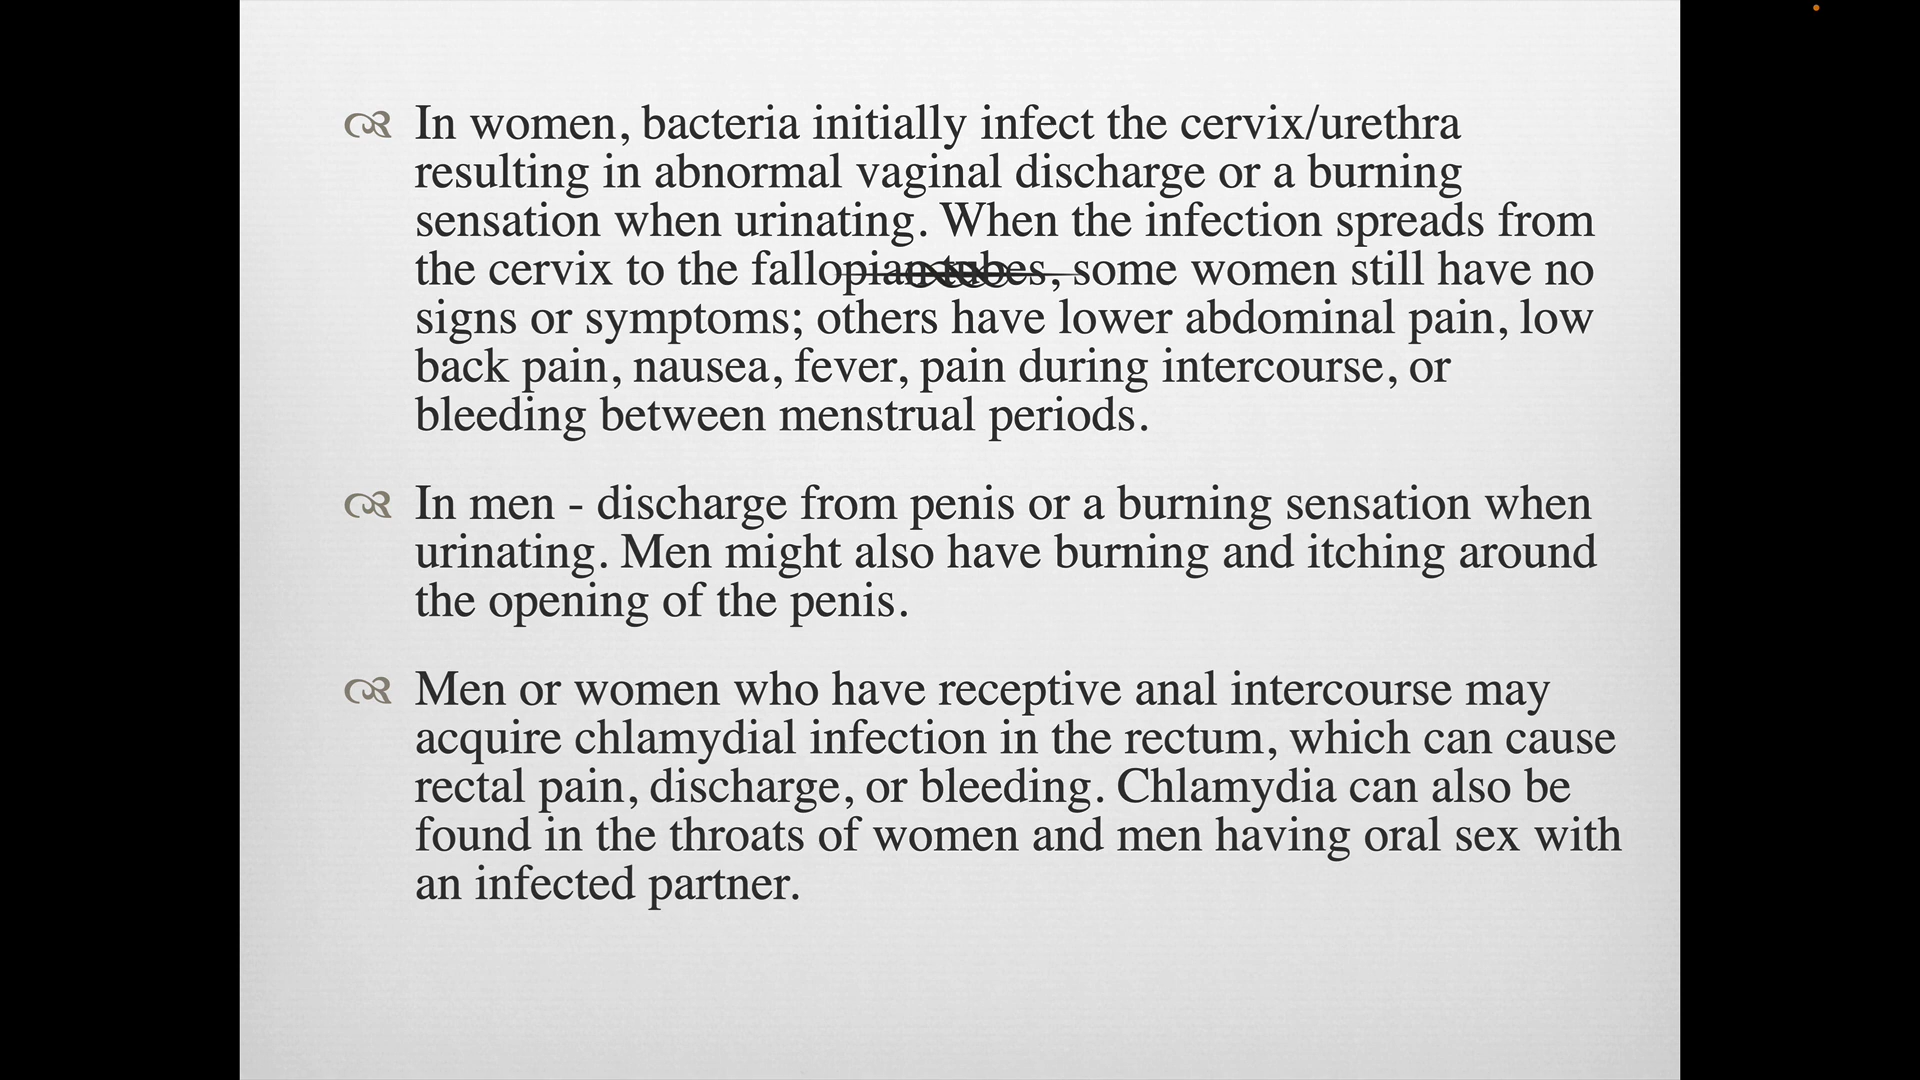 In women, bacteria initially infect the cervix/urethra
resulting in abnormal vaginal discharge or a burning
sensation when urinating. When the infection spreads from
the cervix to the fallopian tubes, some women still have no
signs or symptoms; others have lower abdominal pain, low
back pain, nausea, fever, pain during intercourse, or
bleeding between menstrual periods.
In men - discharge from penis or a burning sensation when
urinating. Men might also have burning and itching around
the opening of the penis.
Men or women who have receptive anal intercourse may
acquire chlamydial infection in the rectum, which can cause
rectal pain, discharge, or bleeding. Chlamydia can also be
found in the throats of women and men having oral sex with
an infected partner.